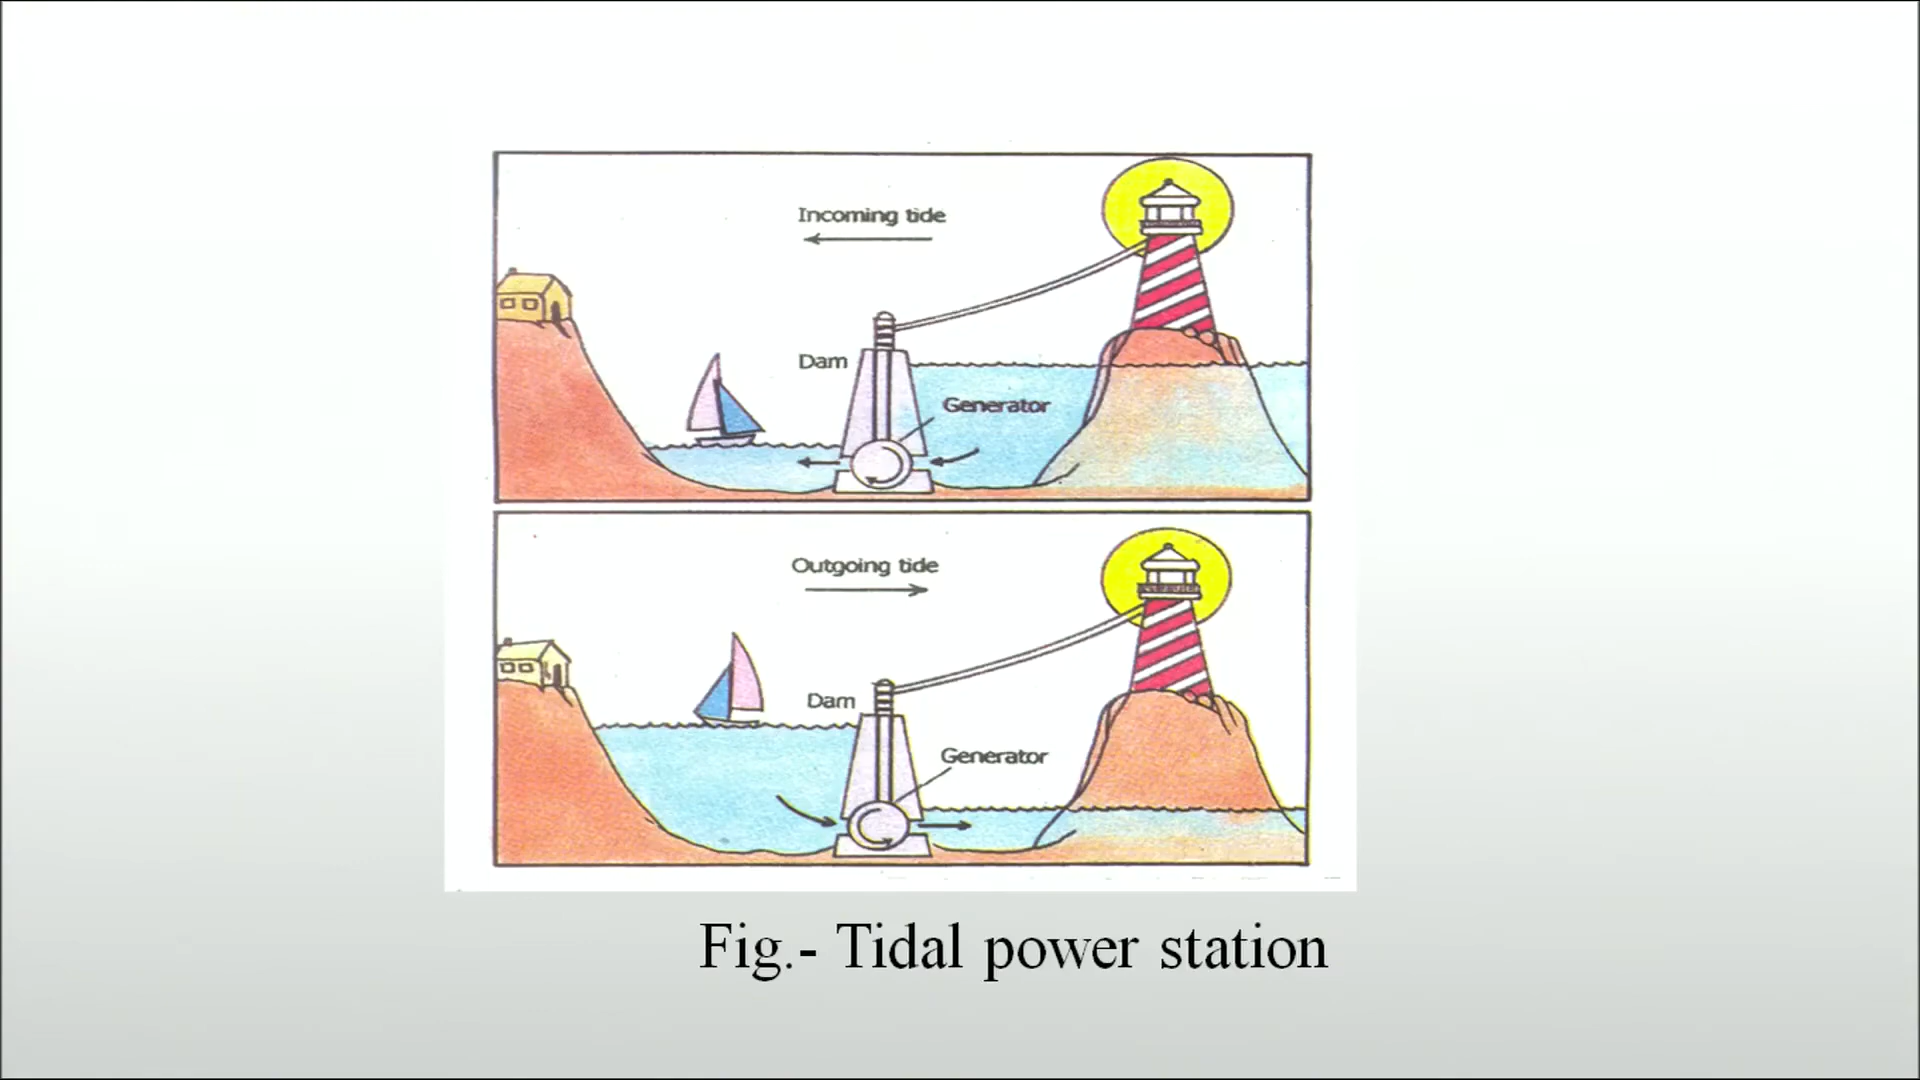 Incoming tide
Dam
Generator
Outgoing tide
Dam
Generator
Fig.- Tidal power station